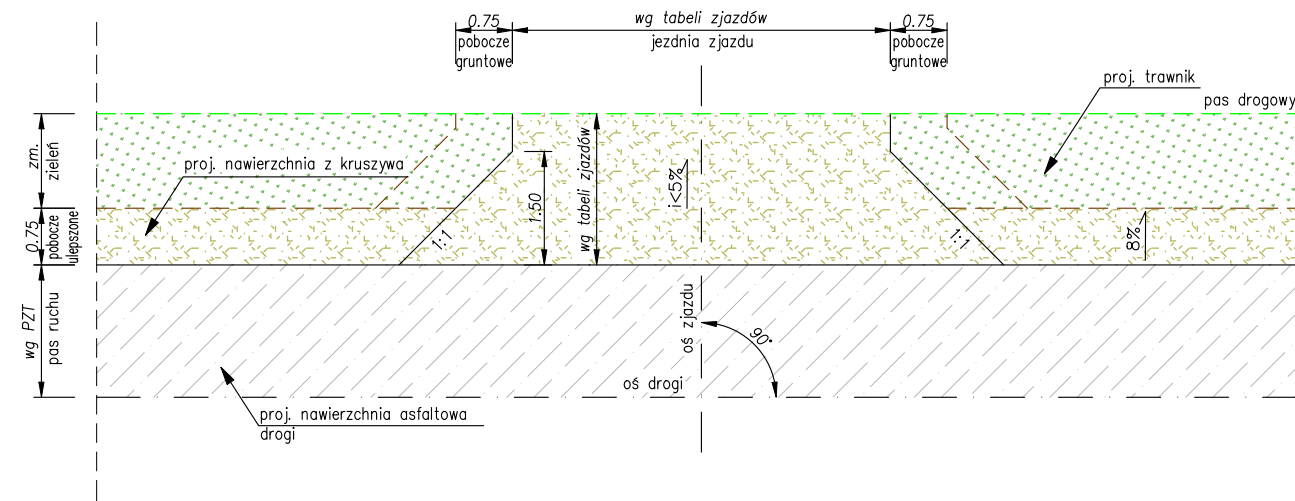 0.75
pobocze
gruntowe
wg tabeli zjazdów
jezdnia zjazdu
0.75
pobocze
gruntowe
proj. trawnik
pas drogowy
zm.
zieleń
proj. nawierzchnia z kruszywa
1.50
wg tabeli zjazdów
i<5%
0.75
pobocze
ulepszone
1:1
1:1
8%
wg PZT
pas ruchu
oś zjazdu
90°
oś drogi
proj. nawierzchnia asfaltowa
drogi